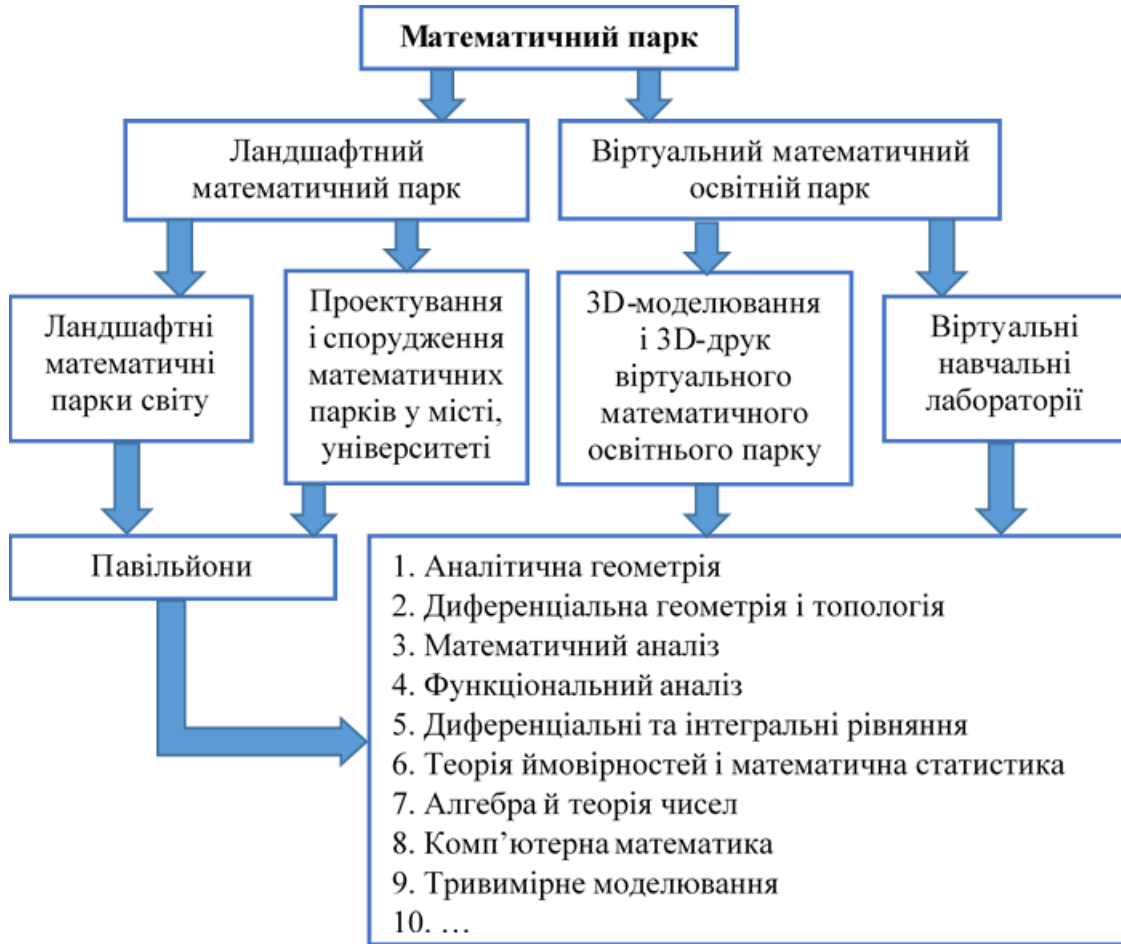 Математичний парк
Ландшафтний
математичний парк
Віртуальний математичний
освітній парк
Ландшафтні
математичні
парки світу
Проектування
і спорудження
математичних
парків у місті,
університеті
3D-моделювання
і 3D-друк
віртуального
математичного
освітнього парку
Віртуальні
навчальні
лабораторії
Павільйони
1. Аналітична геометрія
2. Диференціальна геометрія і топологія
3. Математичний аналіз
4. Функціональний аналіз
5. Диференціальні та інтегральні рівняння
6. Теорія ймовірностей і математична статистика
7. Алгебра й теорія чисел
8. Комп’ютерна математика
9. Тривимірне моделювання
10. …